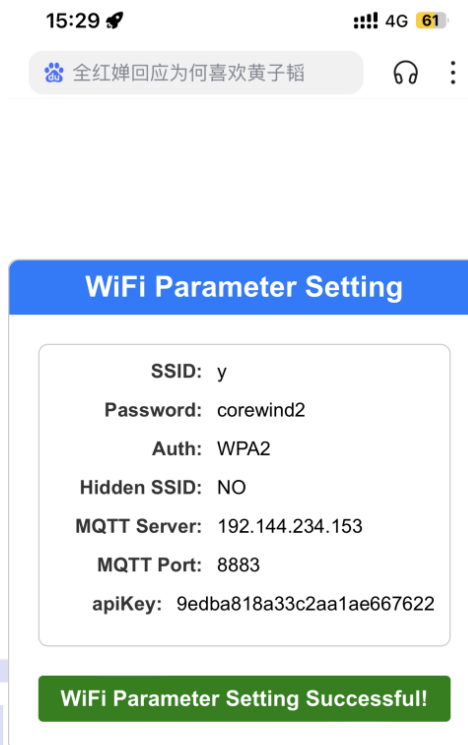 15:29
4G 61
du 全红婵回应为何喜欢黄子韬
WiFi Parameter Setting
SSID: y
Password: corewind2
Auth: WPA2
Hidden SSID: NO
MQTT Server: 192.144.234.153
MQTT Port: 8883
apiKey: 9edba818a33c2aa1ae667622
WiFi Parameter Setting Successful!